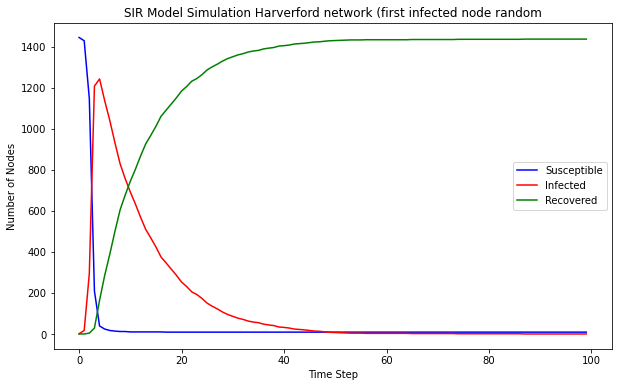 SIR Model Simulation Harverford network (first infected node random
1400
1200
1000
800
600
400
200
0
Number of Nodes
Susceptible
Infected
Recovered
0 20 40 60 80 100
Time Step